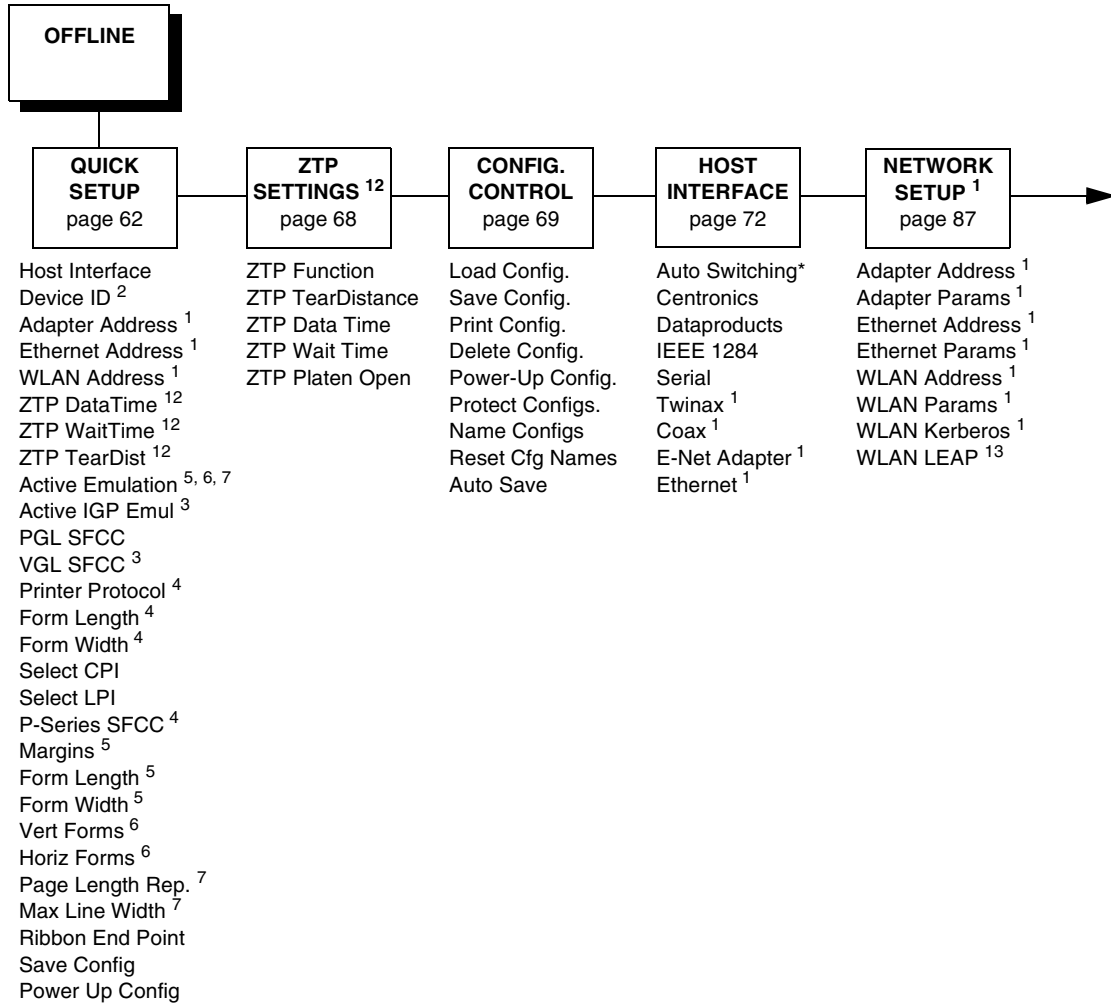 OFFLINE
QUICK
SETUP
page 62
ZTP
SETTINGS 12
page 68
CONFIG.
CONTROL
page 69
HOST
INTERFACE
page 72
NETWORK
SETUP 1
page 87
Host Interface
Device ID 2
Adapter Address 1
Ethernet Address 1
WLAN Address 1
ZTP DataTime 12
ZTP WaitTime 12
ZTP TearDist 12
Active Emulation 5, 6, 7
Active IGP Emul 3
PGL SFCC
VGL SFCC 3
Printer Protocol 4
Form Length 4
Form Width 4
Select CPI
Select LPI
P-Series SFCC 4
Margins 5
Form Length 5
Form Width 5
Vert Forms 6
Horiz Forms 6
Page Length Rep. 7
Max Line Width 7
Ribbon End Point
Save Config
Power Up Config
ZTP Function
ZTP TearDistance
ZTP Data Time
ZTP Wait Time
ZTP Platen Open
Load Config.
Save Config.
Print Config.
Delete Config.
Power-Up Config.
Protect Configs.
Name Configs
Reset Cfg Names
Auto Save
Auto Switching*
Centronics
Dataproducts
IEEE 1284
Serial
Twinax 1
Coax 1
E-Net Adapter 1
Ethernet 1
Adapter Address 1
Adapter Params 1
Ethernet Address 1
Ethernet Params 1
WLAN Address 1
WLAN Params 1
WLAN Kerberos 1
WLAN LEAP 13